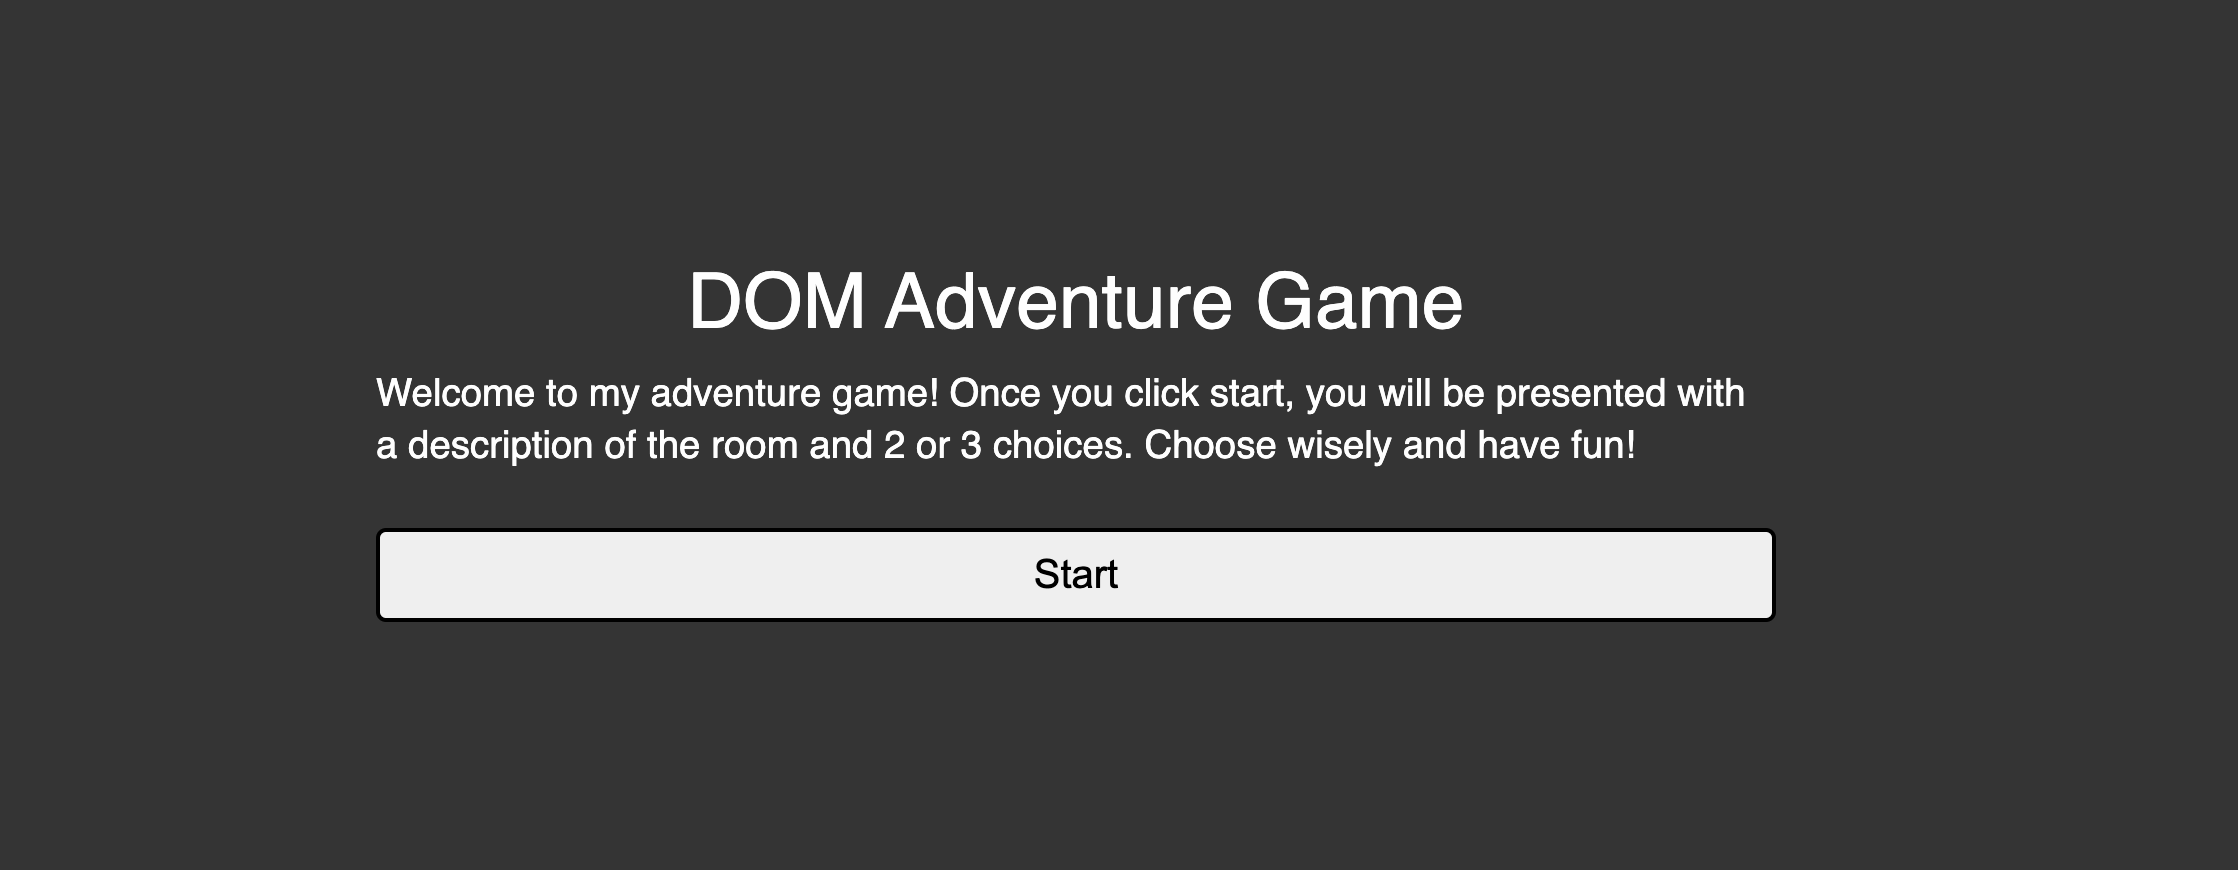 DOM Adventure Game
Welcome to my adventure game! Once you click start, you will be presented with
a description of the room and 2 or 3 choices. Choose wisely and have fun!
Start